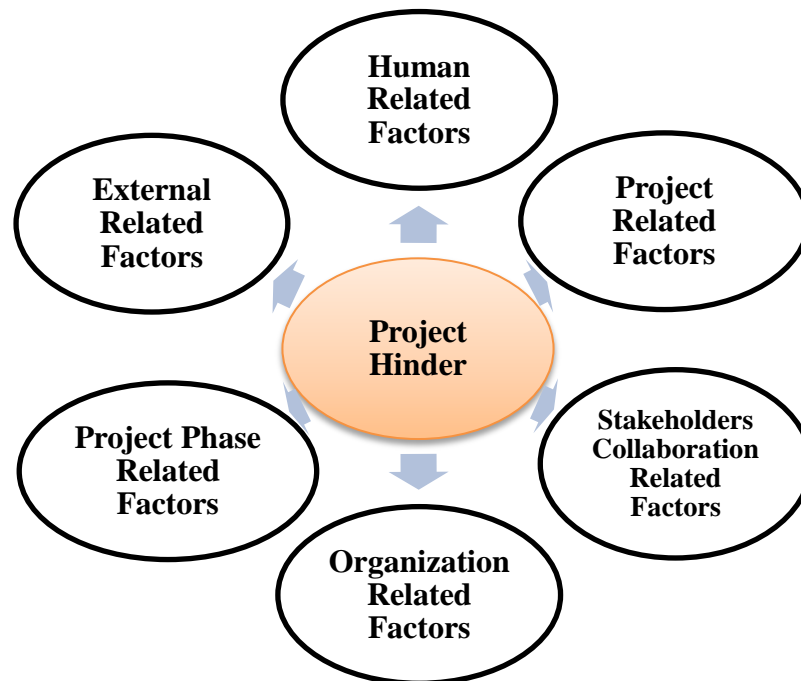 Human
Related
Factors
External
Related
Factors
Project
Related
Factors
Project
Hinder
Project Phase
Related
Factors
Stakeholders
Collaboration
Related
Factors
Organization
Related
Factors